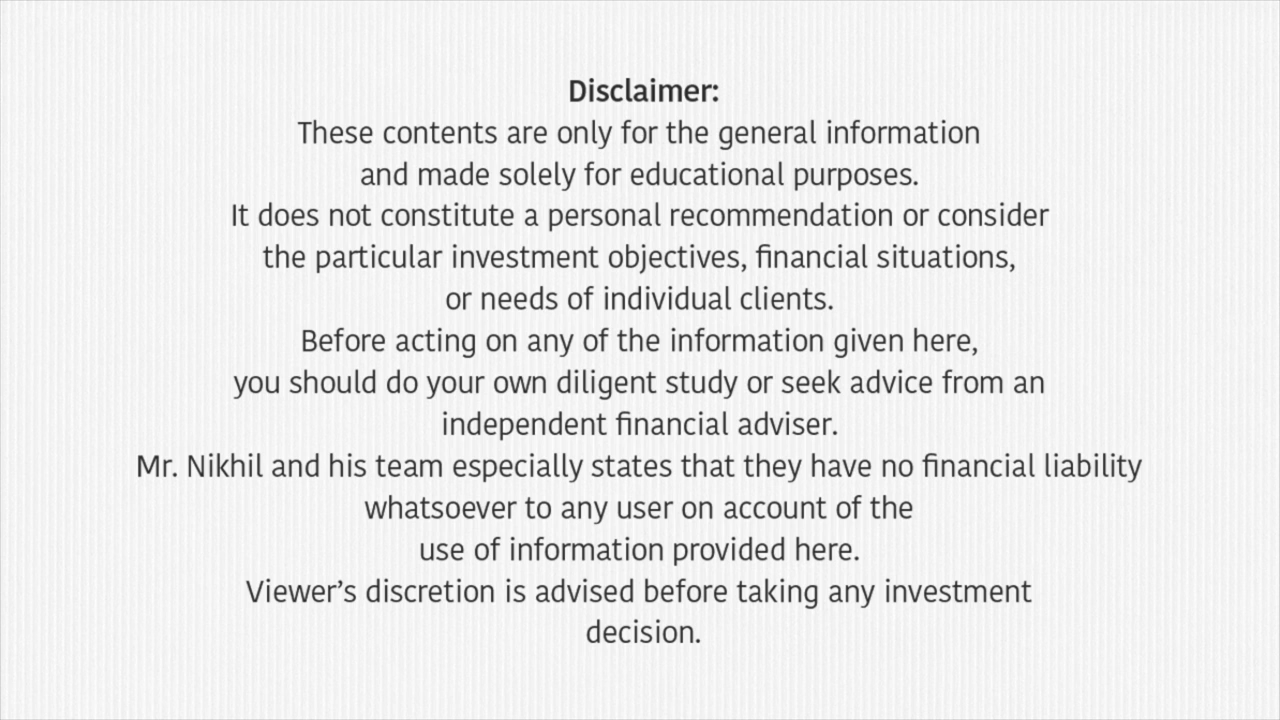 Disclaimer:
These contents are only for the general information
and made solely for educational purposes.
It does not constitute a personal recommendation or consider
the particular investment objectives, financial situations,
or needs of individual clients.
Before acting on any of the information given here,
you should do your own diligent study or seek advice from an
independent financial adviser.
Mr. Nikhil and his team especially states that they have no financial liability
whatsoever to any user on account of the
use of information provided here.
Viewer’s discretion is advised before taking any investment
decision.